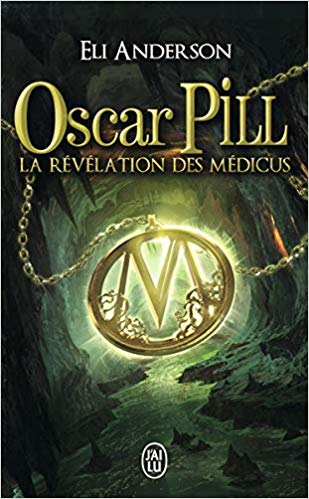 Eli Anderson
Oscar Pill
La Révélation des Médicus
M
J'AI
LU